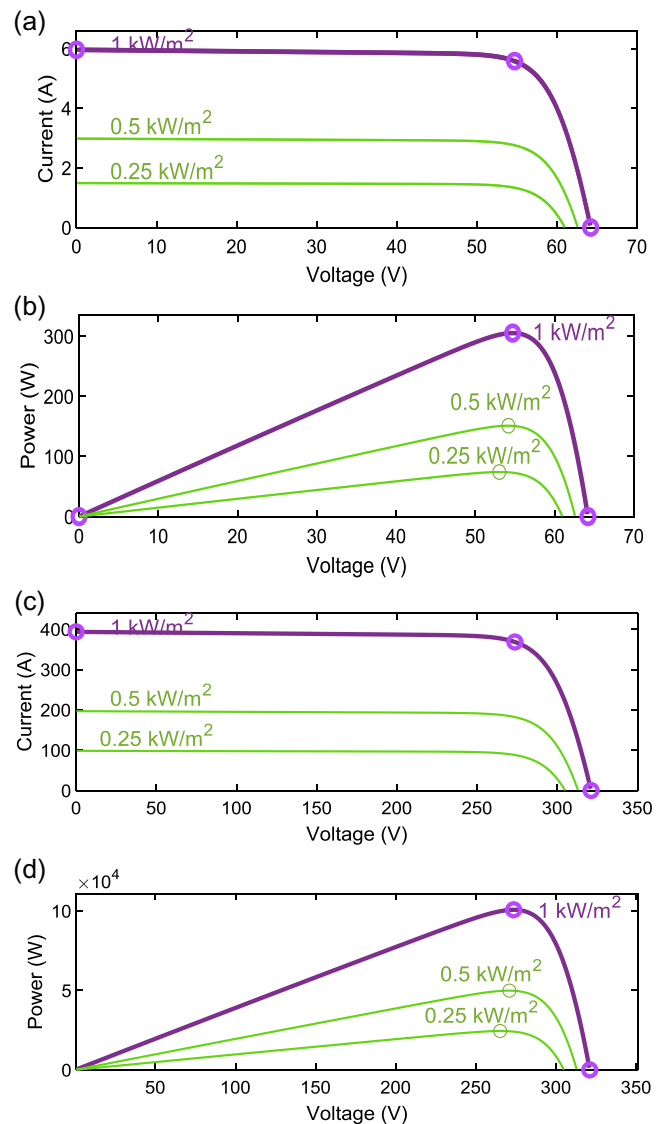 (a)
6
4
2
0
Current (A)
1 kW/m²
0.5 kW/m²
0.25 kW/m²
0 10 20 30 40 50 60 70
Voltage (V)
(b)
300
200
100
0
Power (W)
1 kW/m²
0.5 kW/m²
0.25 kW/m²
0 10 20 30 40 50 60 70
Voltage (V)
(c)
400
300
200
100
0
Current (A)
1 kW/m²
0.5 kW/m²
0.25 kW/m²
0 50 100 150 200 250 300 350
Voltage (V)
(d)
×10⁴
10
5
0
Power (W)
1 kW/m²
0.5 kW/m²
0.25 kW/m²
50 100 150 200 250 300 350
Voltage (V)